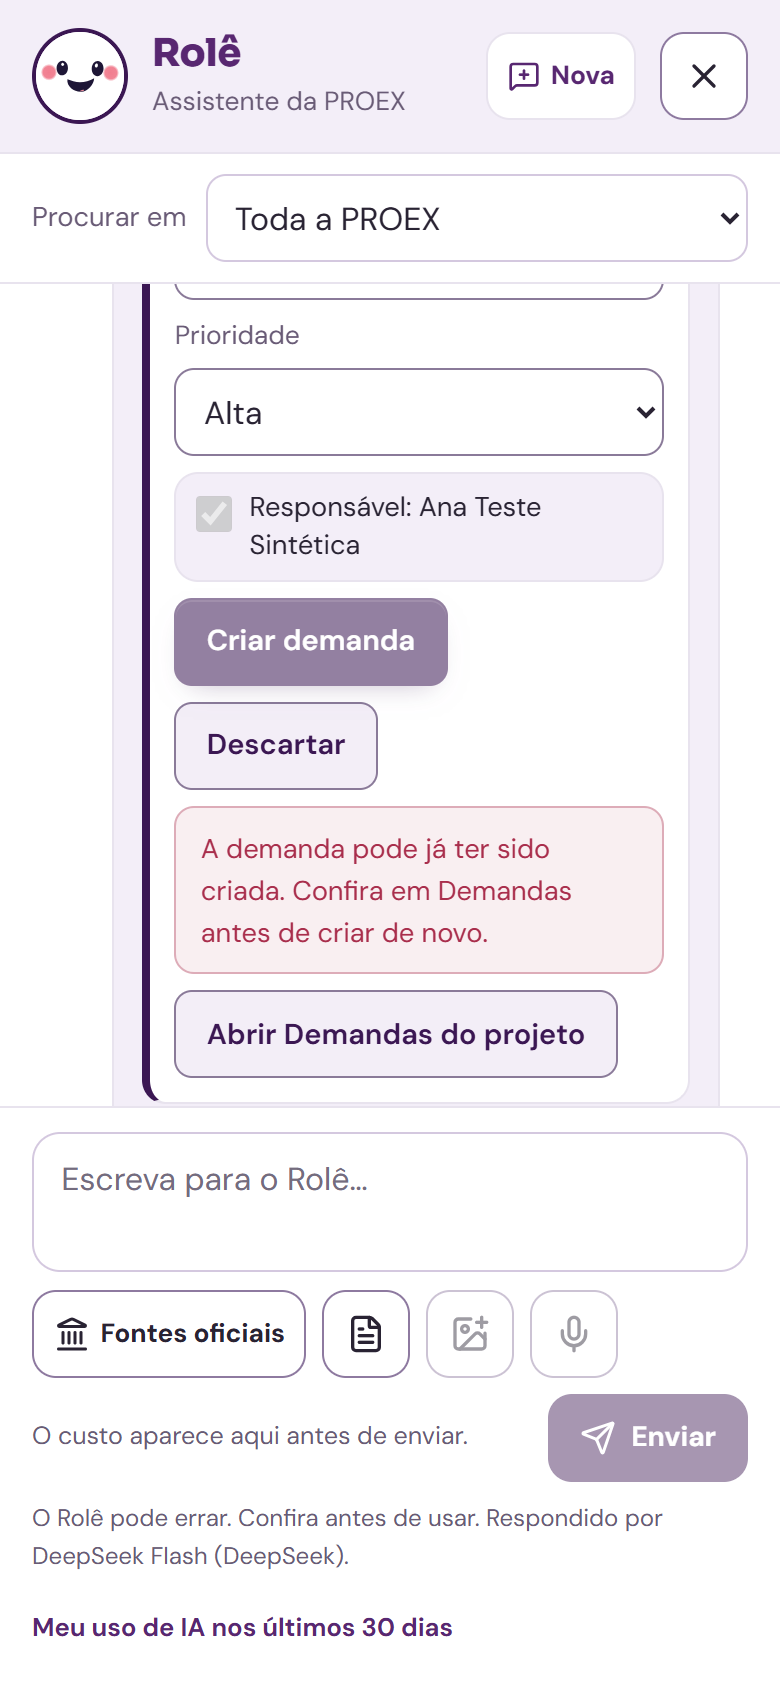 Rolê
Assistente da PROEX
Nova
Procurar em
Toda a PROEX
Prioridade
Alta
Responsável: Ana Teste
Sintética
Criar demanda
Descartar
A demanda pode já ter sido
criada. Confira em Demandas
antes de criar de novo.
Abrir Demandas do projeto
Escreva para o Rolê...
Fontes oficiais
O custo aparece aqui antes de enviar.
Enviar
O Rolê pode errar. Confira antes de usar. Respondido por
DeepSeek Flash (DeepSeek).
Meu uso de IA nos últimos 30 dias